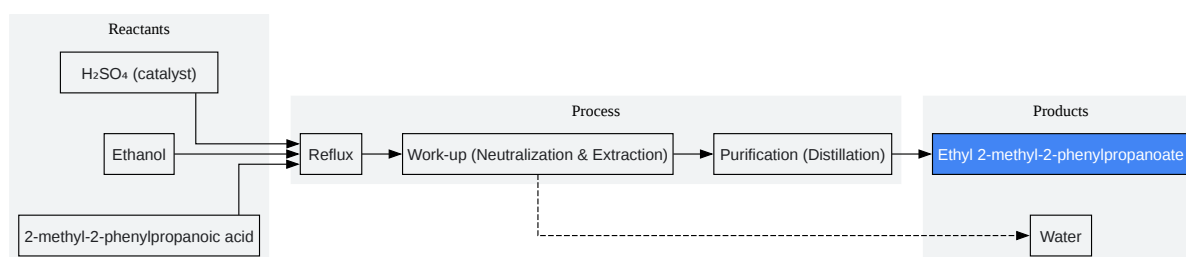 Reactants
H₂SO₄ (catalyst)
Ethanol
2-methyl-2-phenylpropanoic acid
Process
Reflux
Work-up (Neutralization & Extraction)
Purification (Distillation)
Products
Ethyl 2-methyl-2-phenylpropanoate
Water